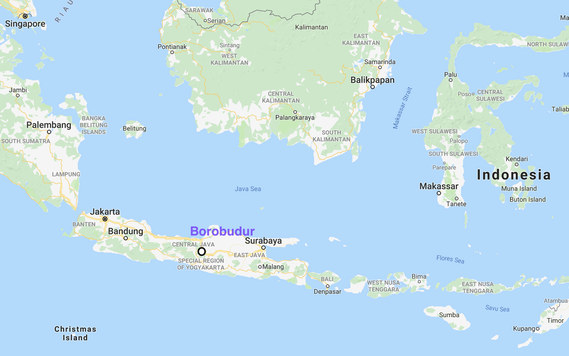 SARAWAK
Serian
Singapore
RIAU
Pontianak
Sintang
WEST
KALIMANTAN
Kalimantan
EAST
KALIMANTAN
Samarinda
Balikpapan
NORTH SULAWESI
Palu
Poso
CENTRAL
SULAWESI
Jambi
BANGKA
BELITUNG
ISLANDS
Palembang
Belitung
SOUTH SUMATRA
CENTRAL
KALIMANTAN
Palangkaraya
SOUTH
KALIMANTAN
Makassar Strait
WEST SULAWESI
Palopo
SOUTH SULAWESI
Parepare
Kendari
Indonesia
Muna Island
Buton Island
LAMPUNG
Java Sea
Makassar
Tanete
Jakarta
BANTEN
Bandung
Borobudur
CENTRAL JAVA
Surabaya
EAST JAVA
SPECIAL REGION
OF YOGYAKARTA
Malang
Flores Sea
BALI
Denpasar
WEST NUSA
TENGGARA
Bima
EAST NUSA
TENGGARA
Sumba
Savu Sea
Atambua
Timor
Kupang
Christmas
Island